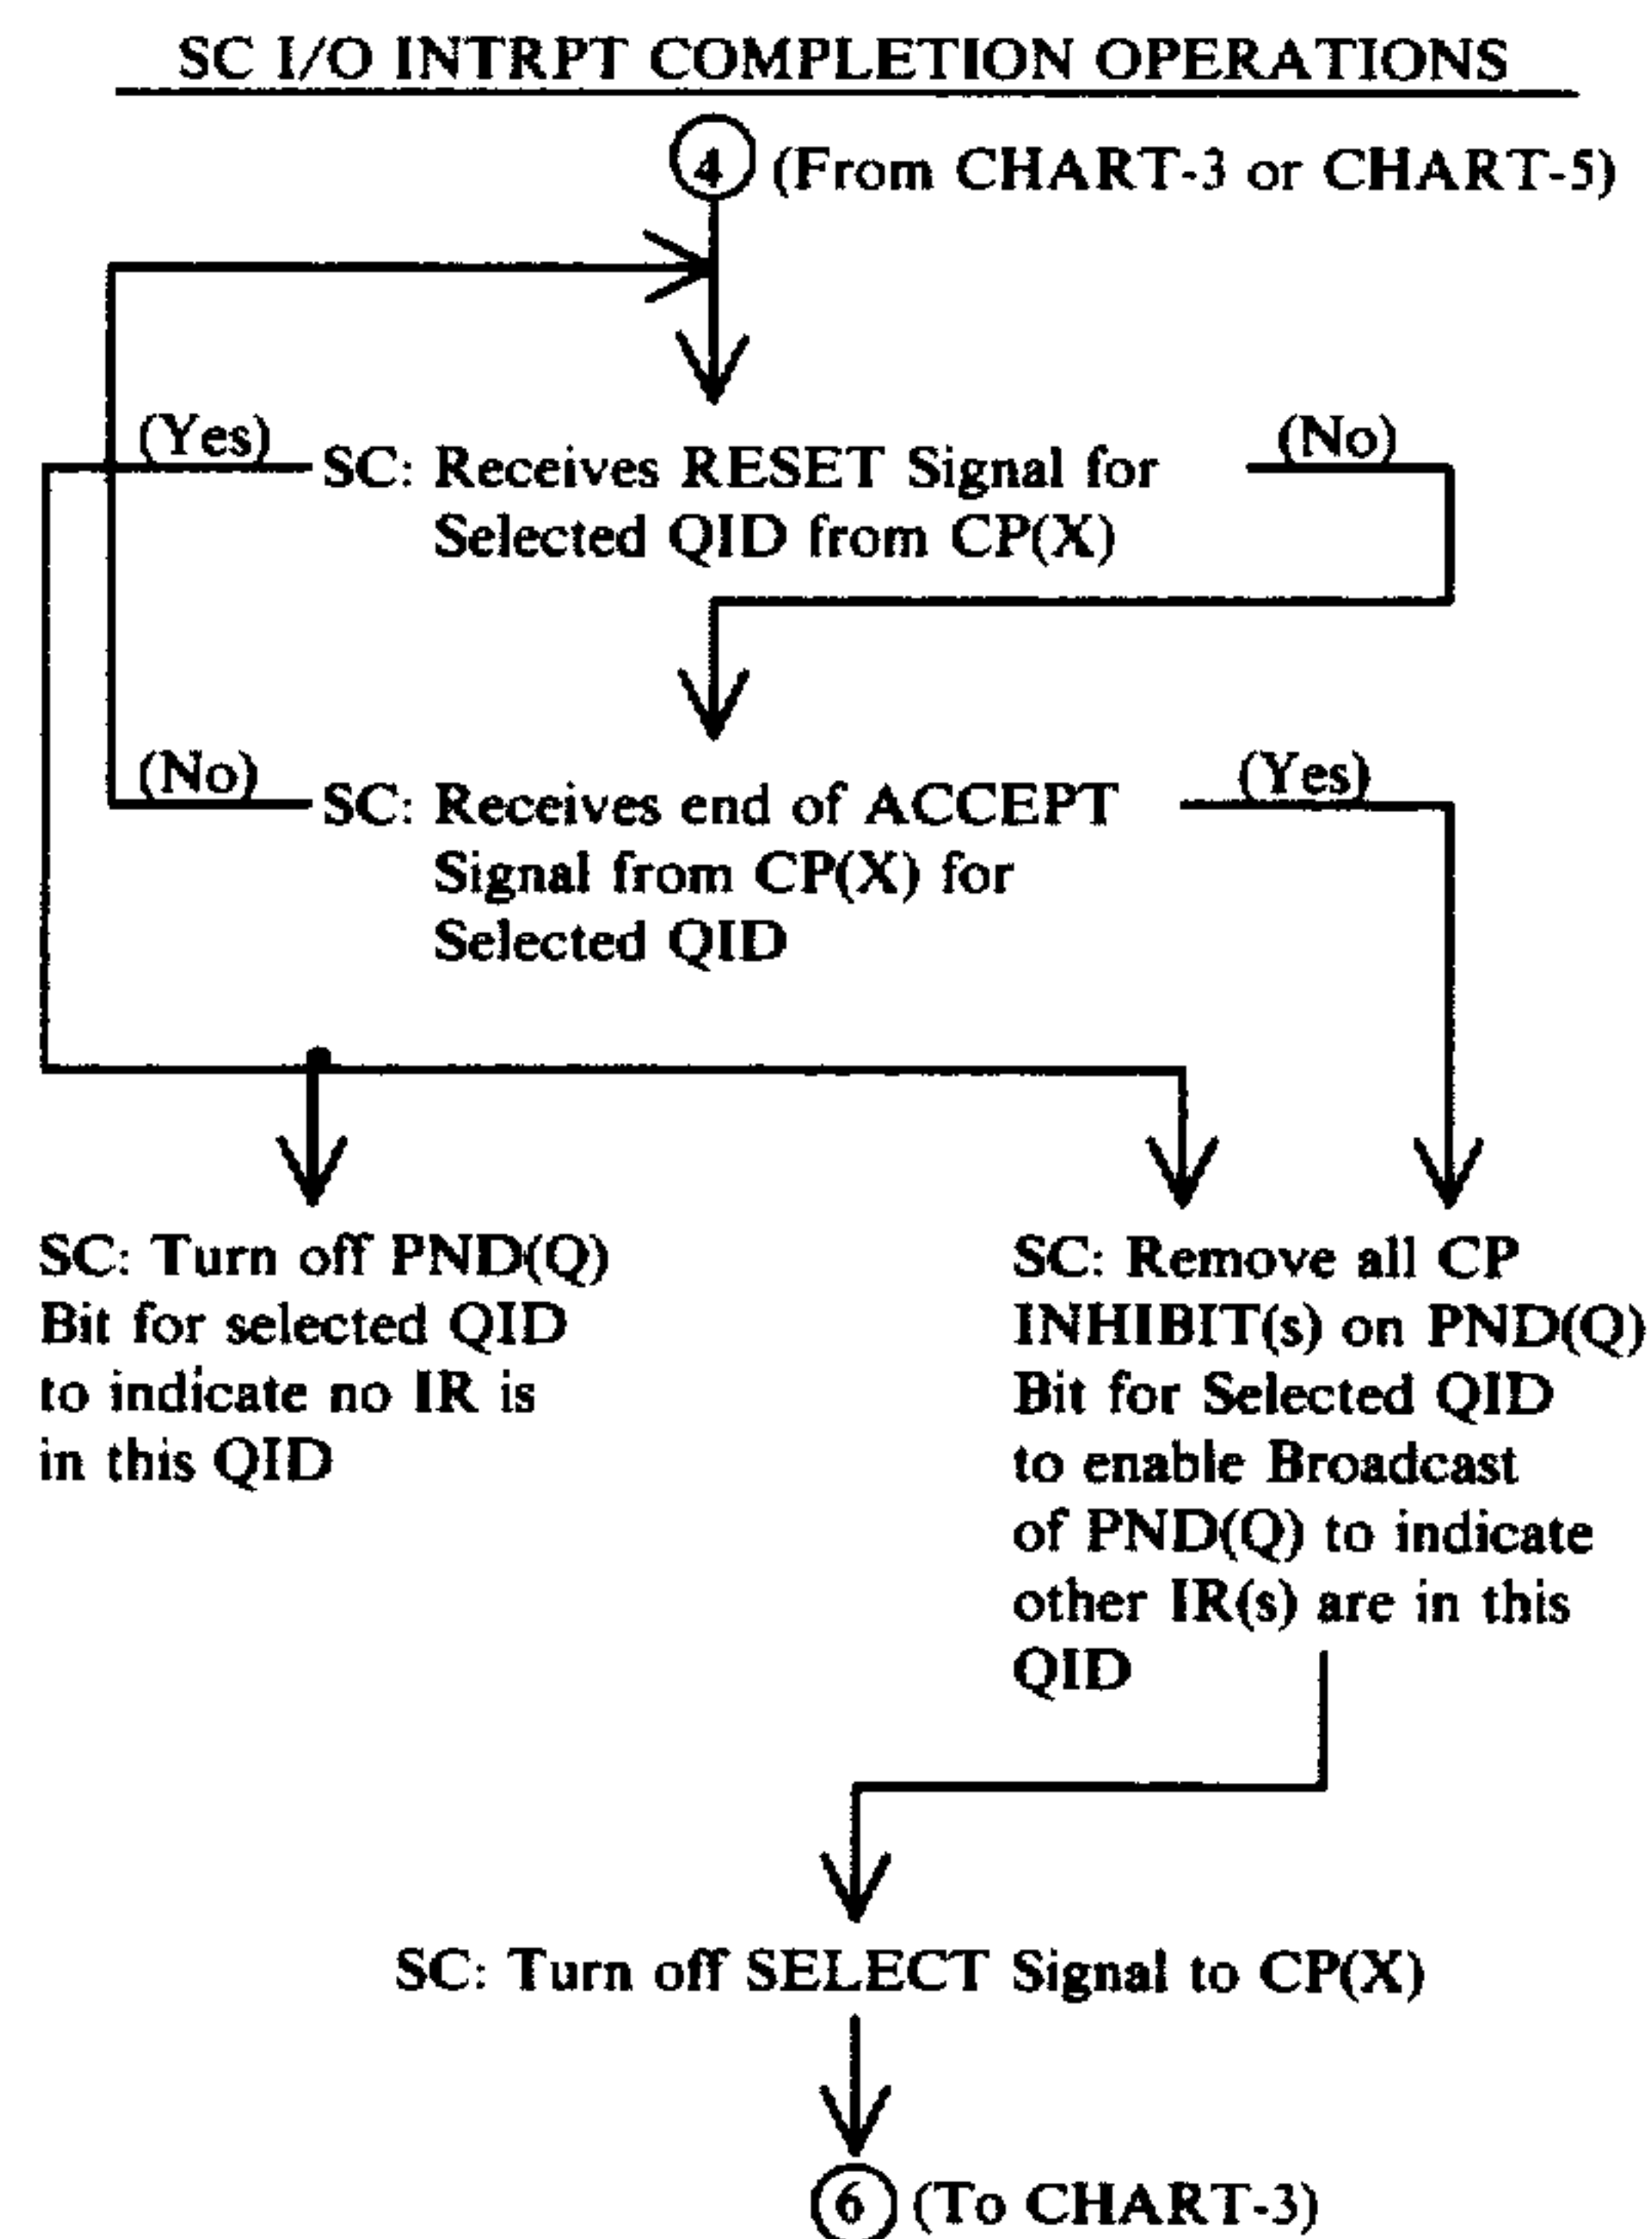 SC I/O INTRPT COMPLETION OPERATIONS
4 (From CHART-3 or CHART-5)
(Yes)
SC: Receives RESET Signal for
Selected QID from CP(X)
(No)
(No)
SC: Receives end of ACCEPT
Signal from CP(X) for
Selected QID
(Yes)
SC: Turn off PND(Q)
Bit for selected QID
to indicate no IR is
in this QID
SC: Remove all CP
INHIBIT(s) on PND(Q)
Bit for Selected QID
to enable Broadcast
of PND(Q) to indicate
other IR(s) are in this
QID
SC: Turn off SELECT Signal to CP(X)
6 (To CHART-3)